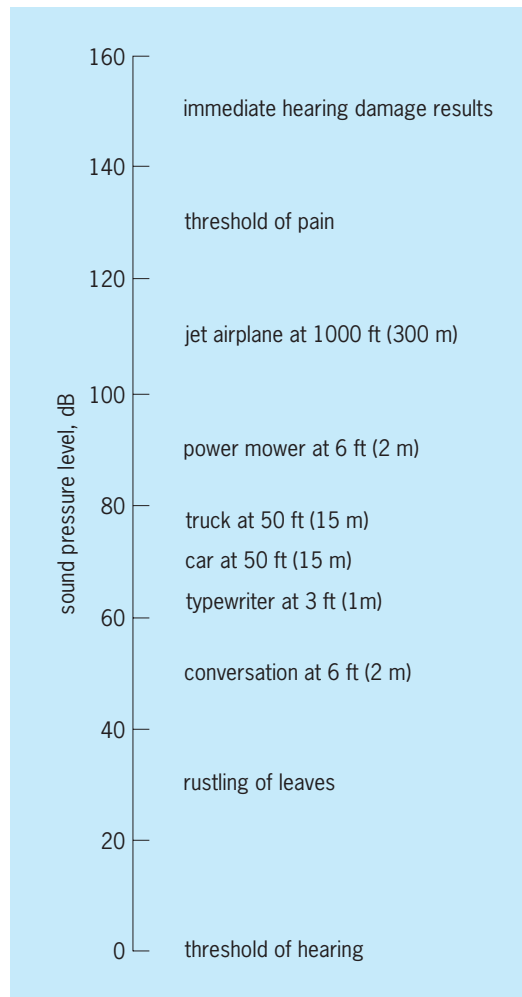 160
immediate hearing damage results
140
threshold of pain
120
jet airplane at 1000 ft (300 m)
100
power mower at 6 ft (2 m)
80
truck at 50 ft (15 m)
car at 50 ft (15 m)
typewriter at 3 ft (1m)
60
conversation at 6 ft (2 m)
40
rustling of leaves
20
0 threshold of hearing
sound pressure level, dB